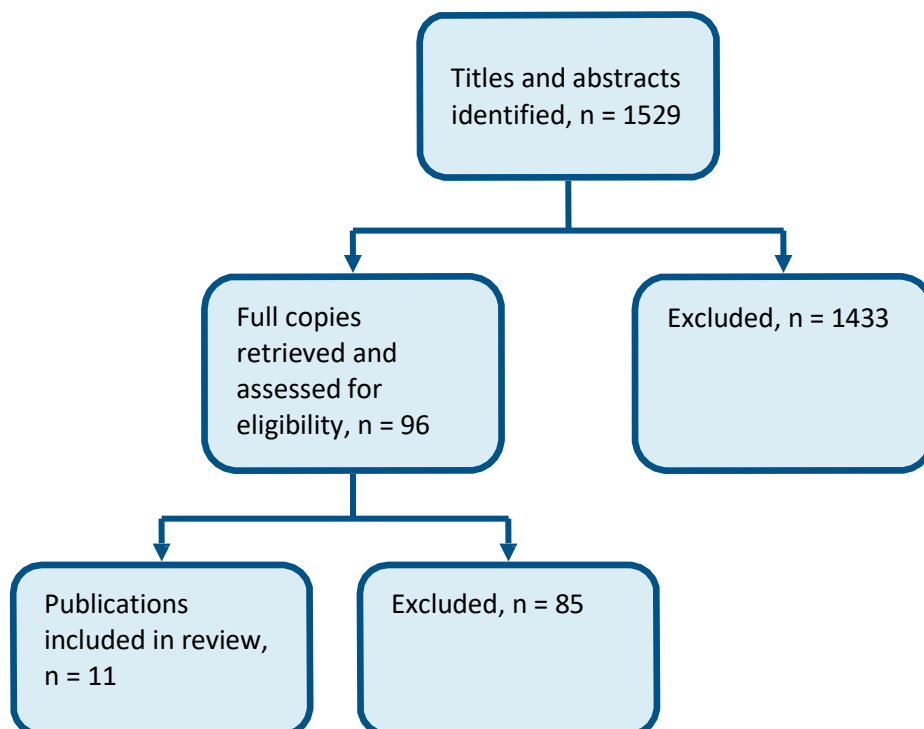 Titles and abstracts
identified, n = 1529
Full copies
retrieved and
assessed for
eligibility, n = 96
Excluded, n = 1433
Publications
included in review,
n = 11
Excluded, n = 85